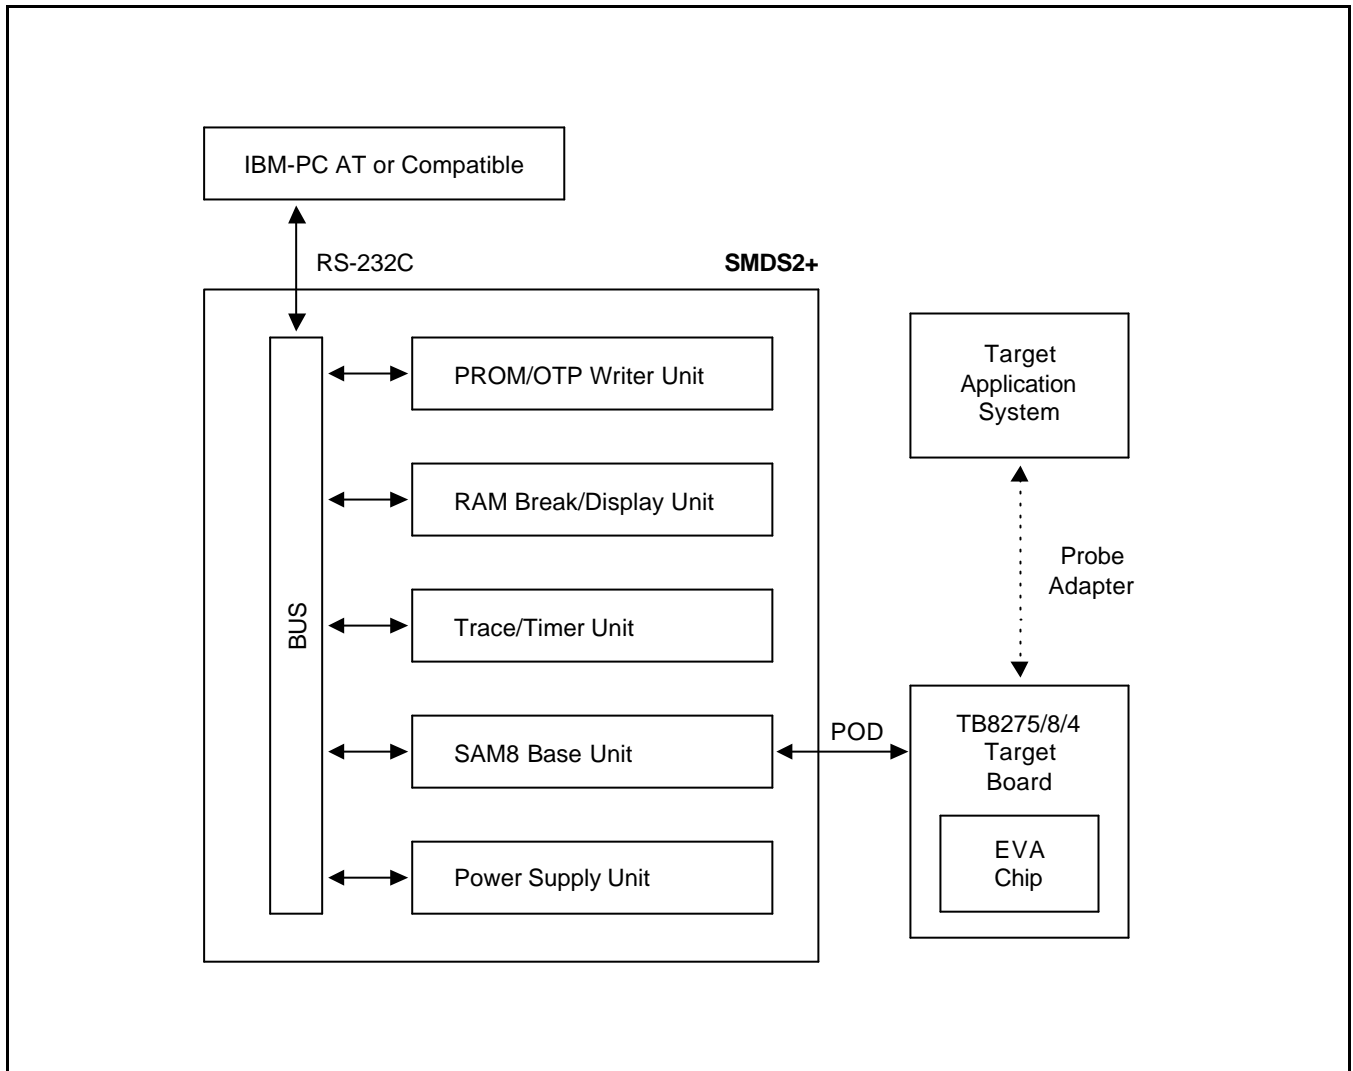 IBM-PC AT or Compatible
RS-232C
SMDS2+
PROM/OTP Writer Unit
RAM Break/Display Unit
Trace/Timer Unit
SAM8 Base Unit
Power Supply Unit
BUS
POD
Target
Application
System
Probe
Adapter
TB8275/8/4
Target
Board
EVA
Chip